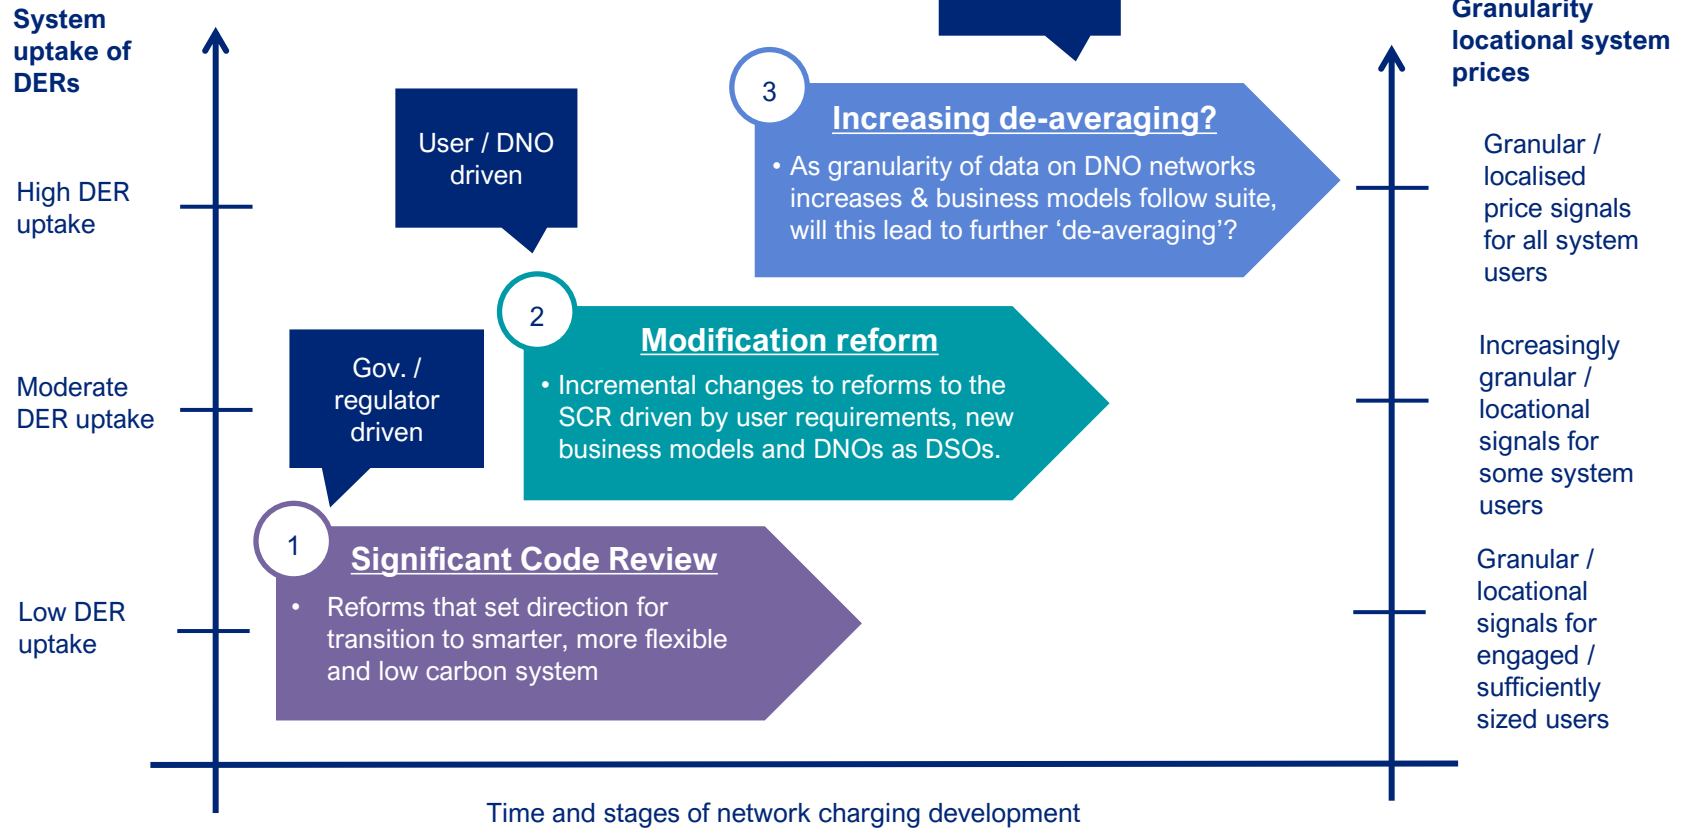 System
uptake of
DERs
Granularity
locational system
prices
High DER
uptake
Moderate
DER uptake
Low DER
uptake
User / DNO
driven
Gov. /
regulator
driven
3
Increasing de-averaging?
• As granularity of data on DNO networks
increases & business models follow suite,
will this lead to further ‘de-averaging’?
2
Modification reform
• Incremental changes to reforms to the
SCR driven by user requirements, new
business models and DNOs as DSOs.
1
Significant Code Review
• Reforms that set direction for
transition to smarter, more flexible
and low carbon system
Granular /
localised
price signals
for all system
users
Increasingly
granular /
locational
signals for
some system
users
Granular /
locational
signals for
engaged /
sufficiently
sized users
Time and stages of network charging development